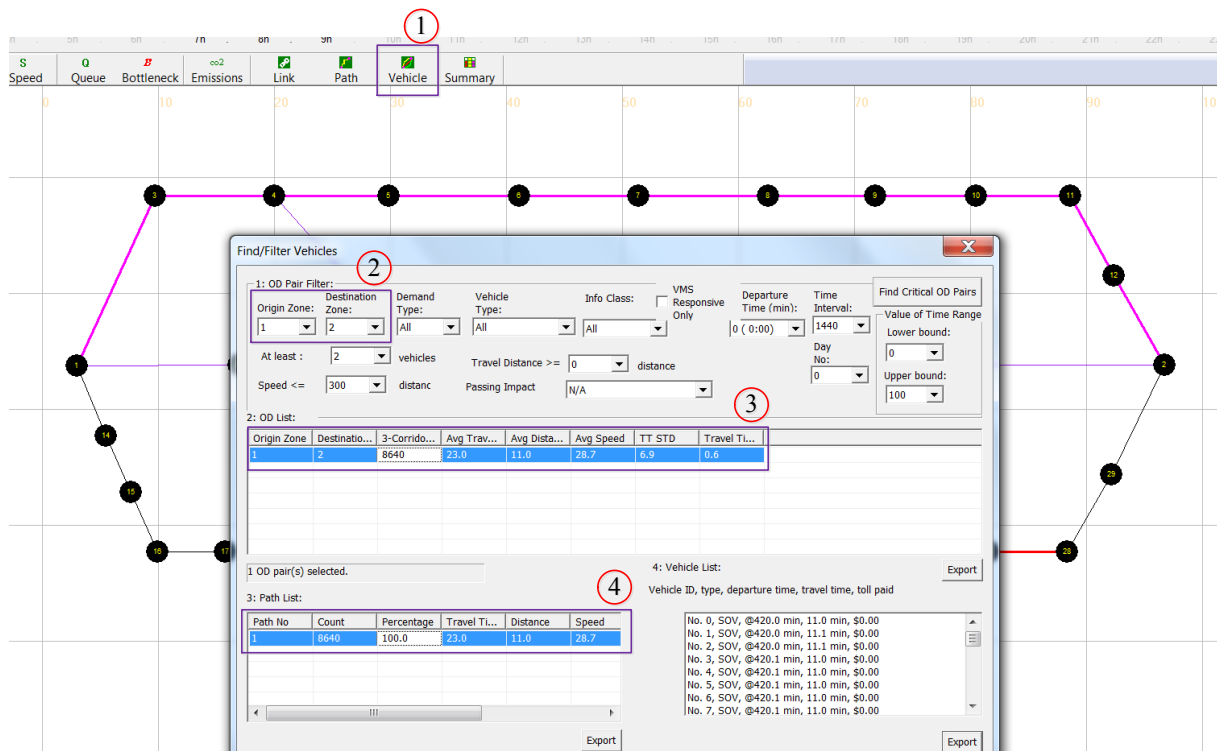 1
5h 6h 7h 8h 9h 10h 11h 12h 13h 14h 15h 16h 17h 18h 19h 20h 21h 22h
S Q B co2
Speed Queue Bottleneck Emissions Link Path Vehicle Summary
0 10 20 30 40 50 60 70 80 90 10
3 4 5 6 7 8 9 10 11
Find/Filter Vehicles X
2
12
1: OD Pair Filter:
Origin Zone: Destination Zone: Demand Type: Vehicle Type: Info Class: VMS Responsive Only Departure Time (min): Time Interval: Find Critical OD Pairs
1 2 All All All 0 ( 0:00) 1440
Value of Time Range
Lower bound:
0
At least : 2 vehicles Travel Distance >= 0 distance Day No:
0 Upper bound:
100
Speed <= 300 distanc Passing Impact N/A
1 2
3
2: OD List:
Origin Zone Destinatio... 3-Corrido... Avg Trav... Avg Dista... Avg Speed TT STD Travel Ti...
1 2 8640 23.0 11.0 28.7 6.9 0.6
14
15 29
16 17 28
1 OD pair(s) selected.
4: Vehicle List: Export
4
Vehicle ID, type, departure time, travel time, toll paid
3: Path List:
Path No Count Percentage Travel Ti... Distance Speed
1 8640 100.0 23.0 11.0 28.7
No. 0, SOV, @420.0 min, 11.0 min, $0.00
No. 1, SOV, @420.0 min, 11.1 min, $0.00
No. 2, SOV, @420.0 min, 11.1 min, $0.00
No. 3, SOV, @420.1 min, 11.0 min, $0.00
No. 4, SOV, @420.1 min, 11.0 min, $0.00
No. 5, SOV, @420.1 min, 11.0 min, $0.00
No. 6, SOV, @420.1 min, 11.0 min, $0.00
No. 7, SOV, @420.1 min, 11.0 min, $0.00
Export Export